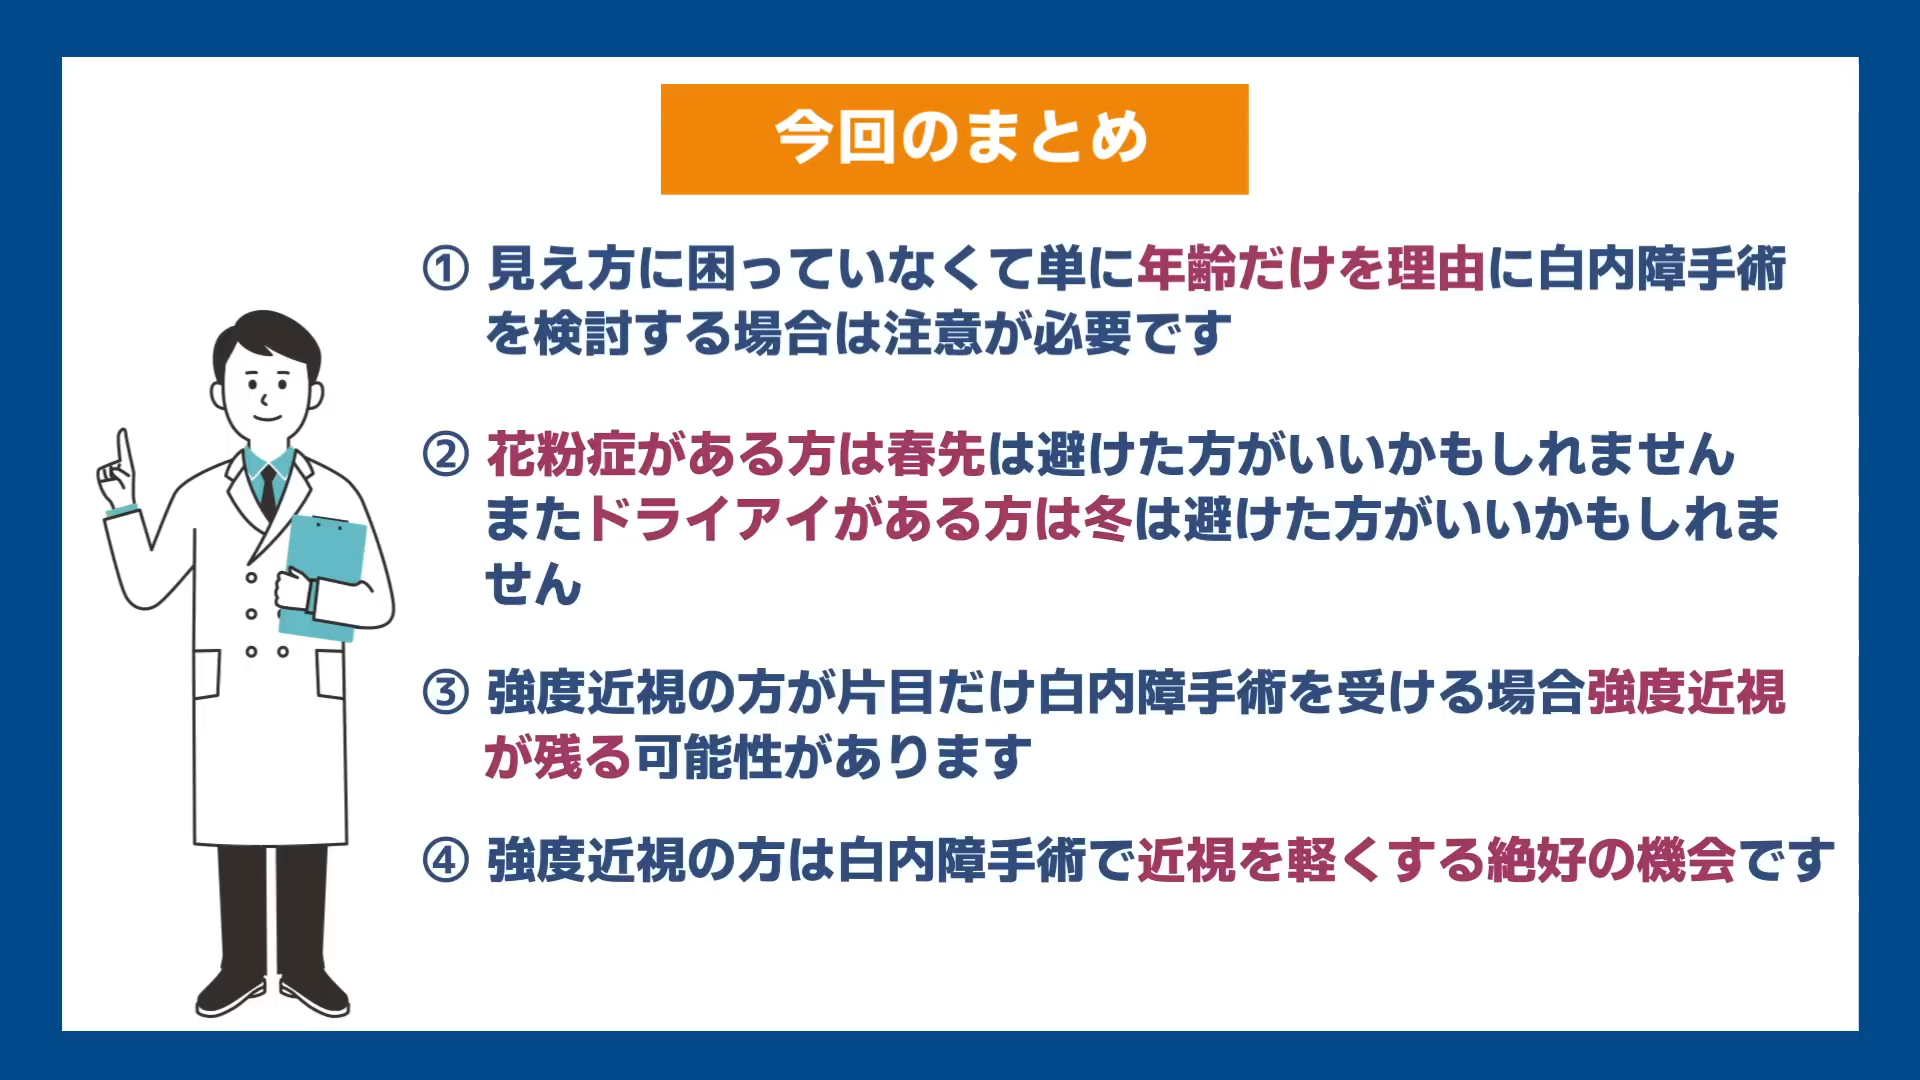 今回のまとめ
① 見え方に困っていなくて単に年齢だけを理由に白内障手術
を検討する場合は注意が必要です
② 花粉症がある方は春先は避けた方がいいかもしれません
またドライアイがある方は冬は避けた方がいいかもしれま
せん
③ 強度近視の方が片目だけ白内障手術を受ける場合強度近視
が残る可能性があります
④ 強度近視の方は白内障手術で近視を軽くする絶好の機会です